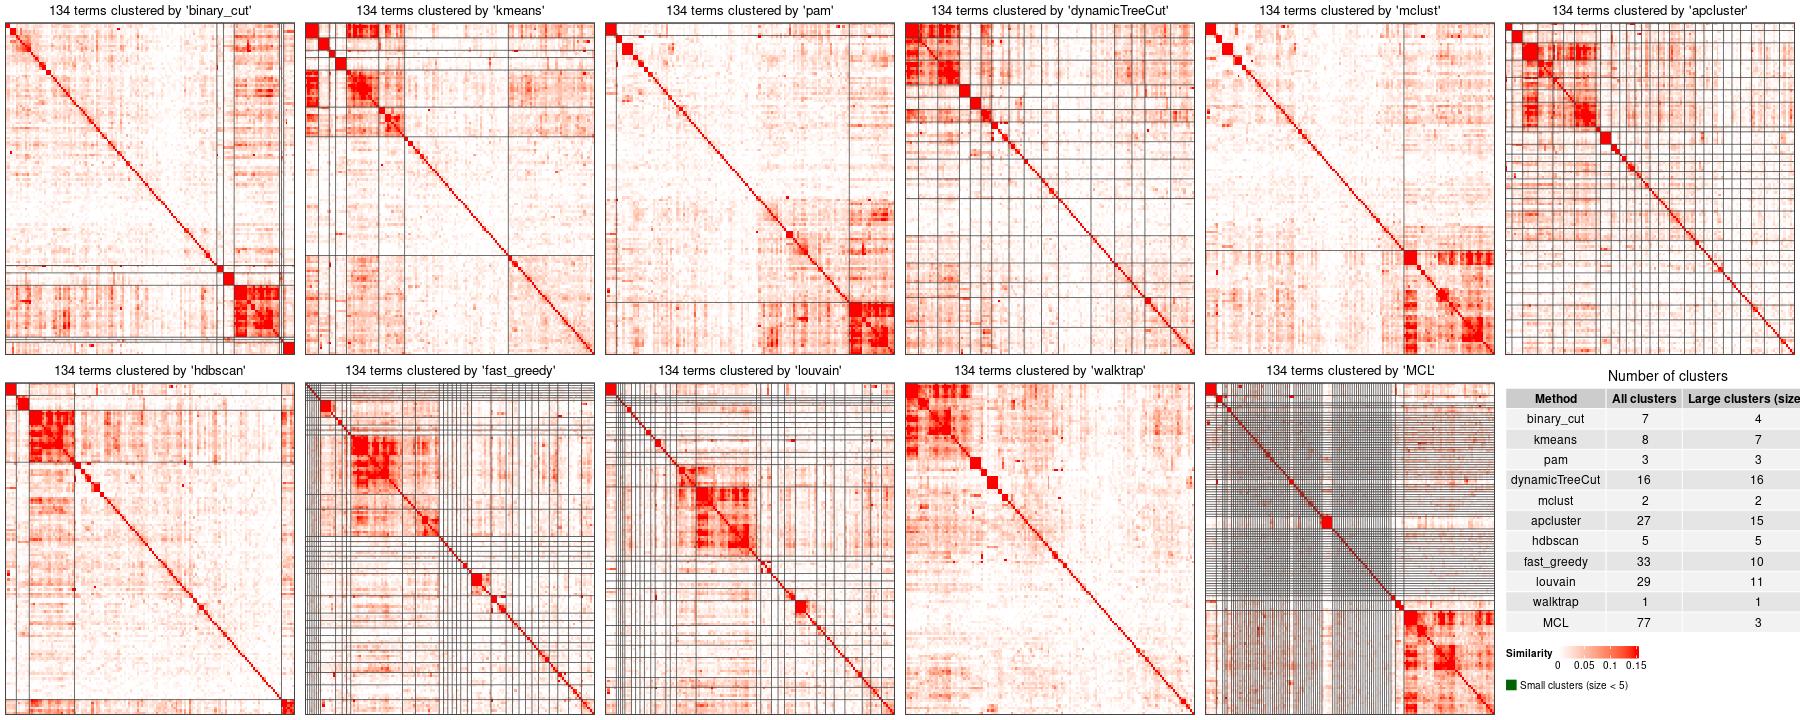 134 terms clustered by 'binary_cut'
134 terms clustered by 'kmeans'
134 terms clustered by 'pam'
134 terms clustered by 'dynamicTreeCut'
134 terms clustered by 'mclust'
134 terms clustered by 'apcluster'
134 terms clustered by 'hdbscan'
134 terms clustered by 'fast_greedy'
134 terms clustered by 'louvain'
134 terms clustered by 'walktrap'
134 terms clustered by 'MCL'
Number of clusters
Method All clusters Large clusters (size
binary_cut 7 4
kmeans 8 7
pam 3 3
dynamicTreeCut 16 16
mclust 2 2
apcluster 27 15
hdbscan 5 5
fast_greedy 33 10
louvain 29 11
walktrap 1 1
MCL 77 3
Similarity
0 0.05 0.1 0.15
Small clusters (size < 5)